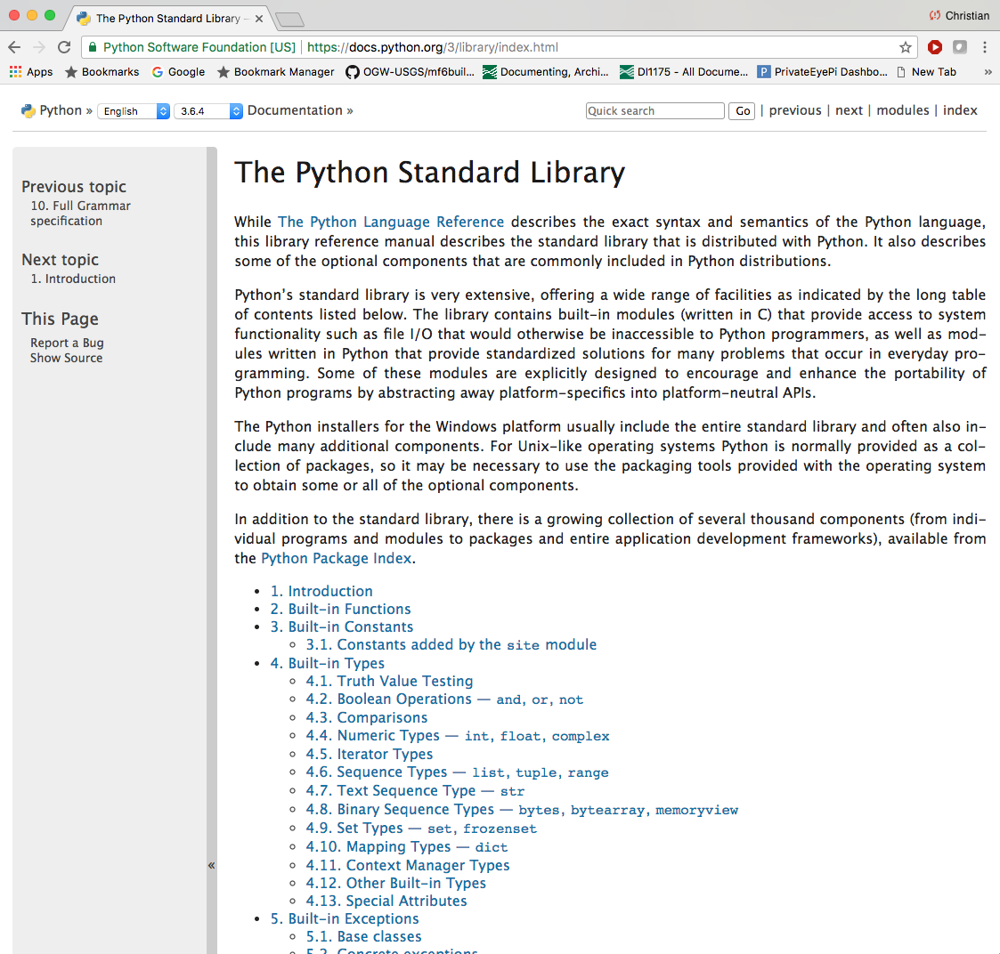 The Python Standard Library –
Christian
Python Software Foundation [US] https://docs.python.org/3/library/index.html
Apps Bookmarks Google Bookmark Manager OGW-USGS/mf6buil... Documenting, Archi... DI1175 - All Docume... P PrivateEyePi Dashbo... New Tab »
Python » English 3.6.4 Documentation » Quick search Go | previous | next | modules | index
Previous topic
10. Full Grammar
specification
Next topic
1. Introduction
This Page
Report a Bug
Show Source
«
The Python Standard Library
While The Python Language Reference describes the exact syntax and semantics of the Python language,
this library reference manual describes the standard library that is distributed with Python. It also describes
some of the optional components that are commonly included in Python distributions.
Python’s standard library is very extensive, offering a wide range of facilities as indicated by the long table
of contents listed below. The library contains built-in modules (written in C) that provide access to system
functionality such as file I/O that would otherwise be inaccessible to Python programmers, as well as mod-
ules written in Python that provide standardized solutions for many problems that occur in everyday pro-
gramming. Some of these modules are explicitly designed to encourage and enhance the portability of
Python programs by abstracting away platform-specifics into platform-neutral APIs.
The Python installers for the Windows platform usually include the entire standard library and often also in-
clude many additional components. For Unix-like operating systems Python is normally provided as a col-
lection of packages, so it may be necessary to use the packaging tools provided with the operating system
to obtain some or all of the optional components.
In addition to the standard library, there is a growing collection of several thousand components (from indi-
vidual programs and modules to packages and entire application development frameworks), available from
the Python Package Index.
• 1. Introduction
• 2. Built-in Functions
• 3. Built-in Constants
◦ 3.1. Constants added by the site module
• 4. Built-in Types
◦ 4.1. Truth Value Testing
◦ 4.2. Boolean Operations — and, or, not
◦ 4.3. Comparisons
◦ 4.4. Numeric Types — int, float, complex
◦ 4.5. Iterator Types
◦ 4.6. Sequence Types — list, tuple, range
◦ 4.7. Text Sequence Type — str
◦ 4.8. Binary Sequence Types — bytes, bytearray, memoryview
◦ 4.9. Set Types — set, frozenset
◦ 4.10. Mapping Types — dict
◦ 4.11. Context Manager Types
◦ 4.12. Other Built-in Types
◦ 4.13. Special Attributes
• 5. Built-in Exceptions
◦ 5.1. Base classes
◦ 5.2. Concrete exceptions